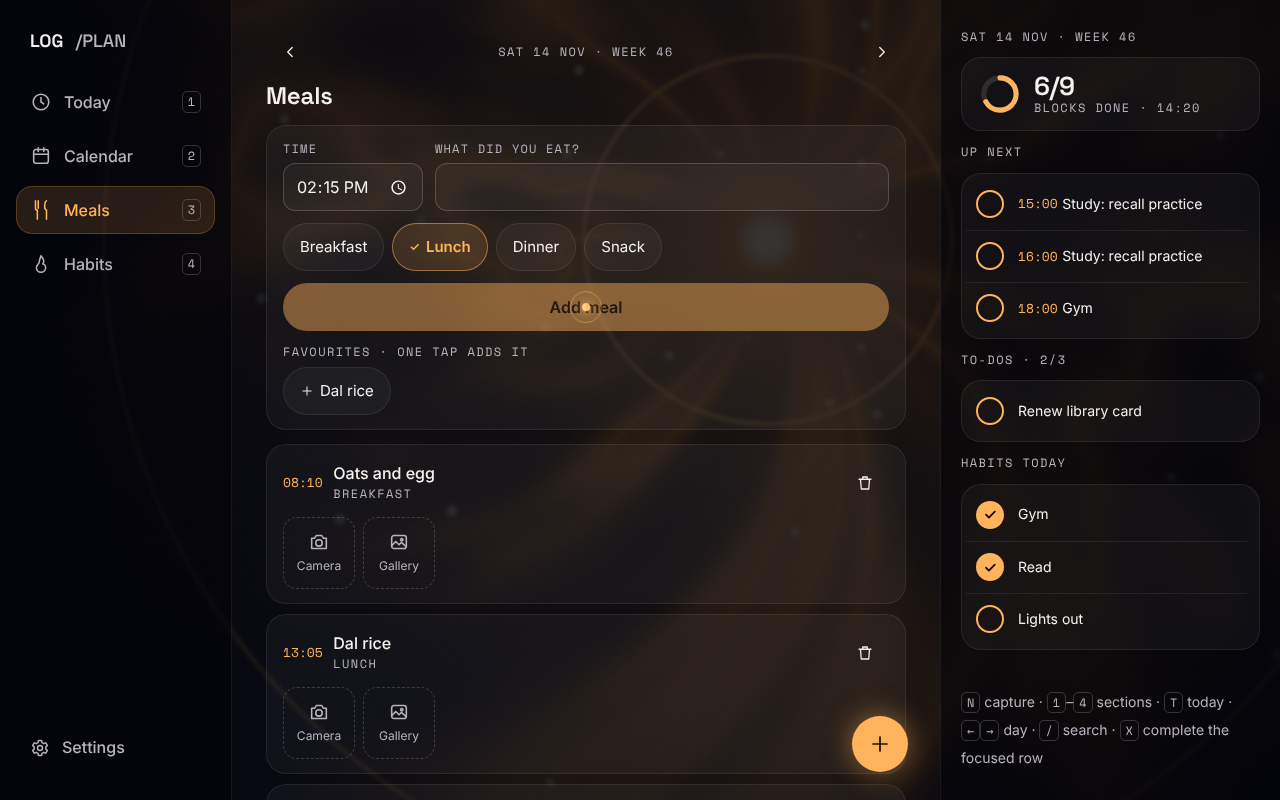 LOG /PLAN
Today 1
Calendar 2
Meals 3
Habits 4
Settings
SAT 14 NOV · WEEK 46
Meals
TIME
WHAT DID YOU EAT?
02:15 PM
Breakfast
Lunch
Dinner
Snack
Add meal
FAVOURITES · ONE TAP ADDS IT
+ Dal rice
08:10 Oats and egg
BREAKFAST
Camera
Gallery
13:05 Dal rice
LUNCH
Camera
Gallery
SAT 14 NOV · WEEK 46
6/9
BLOCKS DONE · 14:20
UP NEXT
15:00 Study: recall practice
16:00 Study: recall practice
18:00 Gym
TO-DOS · 2/3
Renew library card
HABITS TODAY
Gym
Read
Lights out
N capture · 1–4 sections · T today ·
← → day · / search · X complete the
focused row